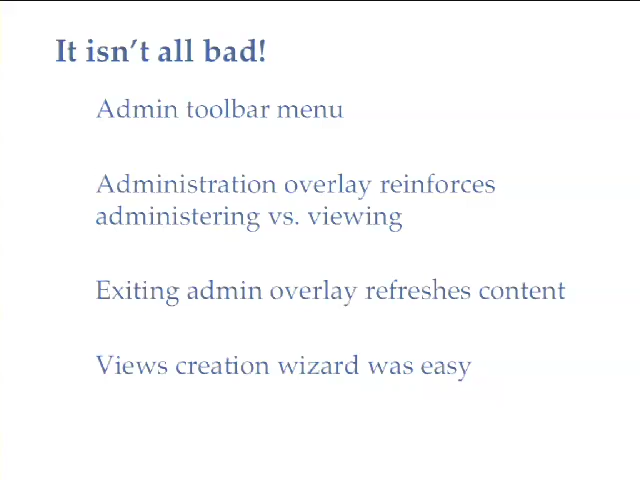 It isn’t all bad!
Admin toolbar menu
Administration overlay reinforces
administering vs. viewing
Exiting admin overlay refreshes content
Views creation wizard was easy